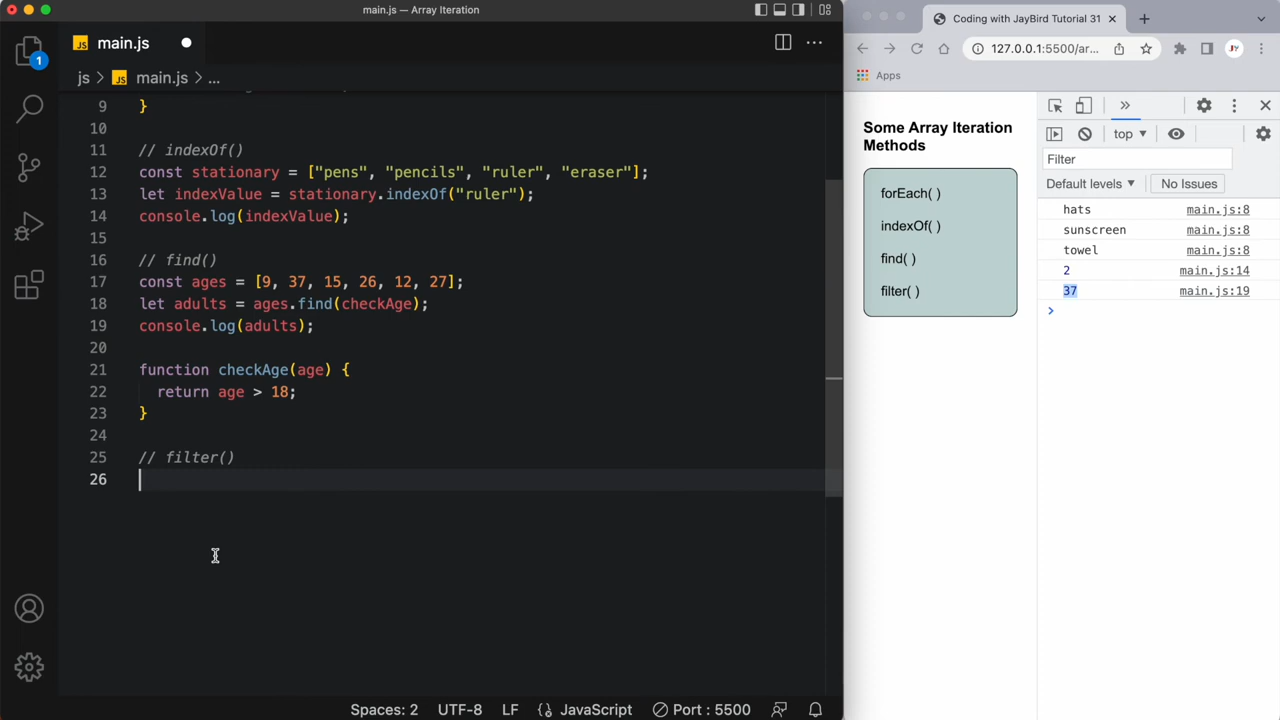 main.js — Array Iteration
JS main.js
js > JS main.js > ...
9 }
10
11 // indexOf()
12 const stationary = ["pens", "pencils", "ruler", "eraser"];
13 let indexValue = stationary.indexOf("ruler");
14 console.log(indexValue);
15
16 // find()
17 const ages = [9, 37, 15, 26, 12, 27];
18 let adults = ages.find(checkAge);
19 console.log(adults);
20
21 function checkAge(age) {
22 return age > 18;
23 }
24
25 // filter()
26
1
Spaces: 2 UTF-8 LF {} JavaScript Port : 5500
Coding with JayBird Tutorial 31
127.0.0.1:5500/ar...
JY
Apps
Some Array Iteration
Methods
forEach( )
indexOf( )
find( )
filter( )
top
Filter
Default levels
No Issues
hats main.js:8
sunscreen main.js:8
towel main.js:8
2 main.js:14
37 main.js:19